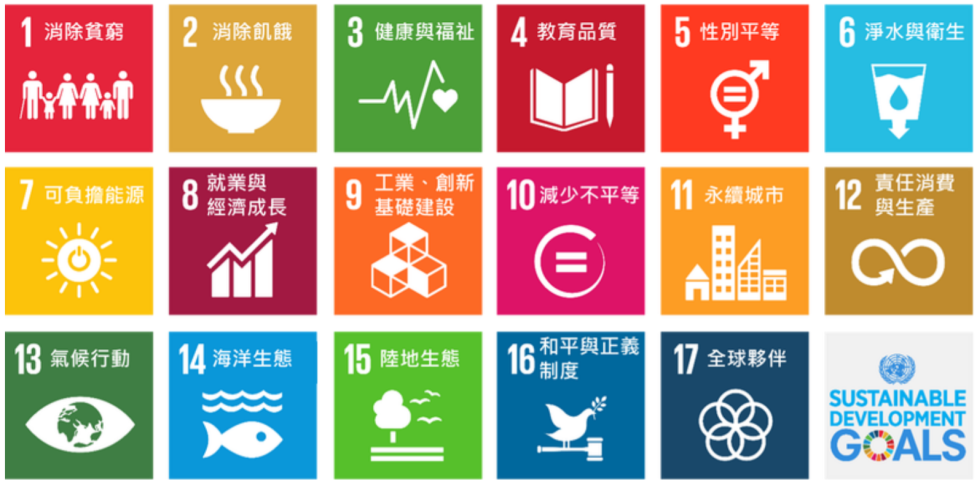 1 消除貧窮
2 消除飢餓
3 健康與福祉
4 教育品質
5 性別平等
6 淨水與衛生
7 可負擔能源
8 就業與
經濟成長
9 工業、創新
基礎建設
10 減少不平等
11 永續城市
12 責任消費
與生產
13 氣候行動
14 海洋生態
15 陸地生態
16 和平與正義
制度
17 全球夥伴
SUSTAINABLE
DEVELOPMENT
GOALS